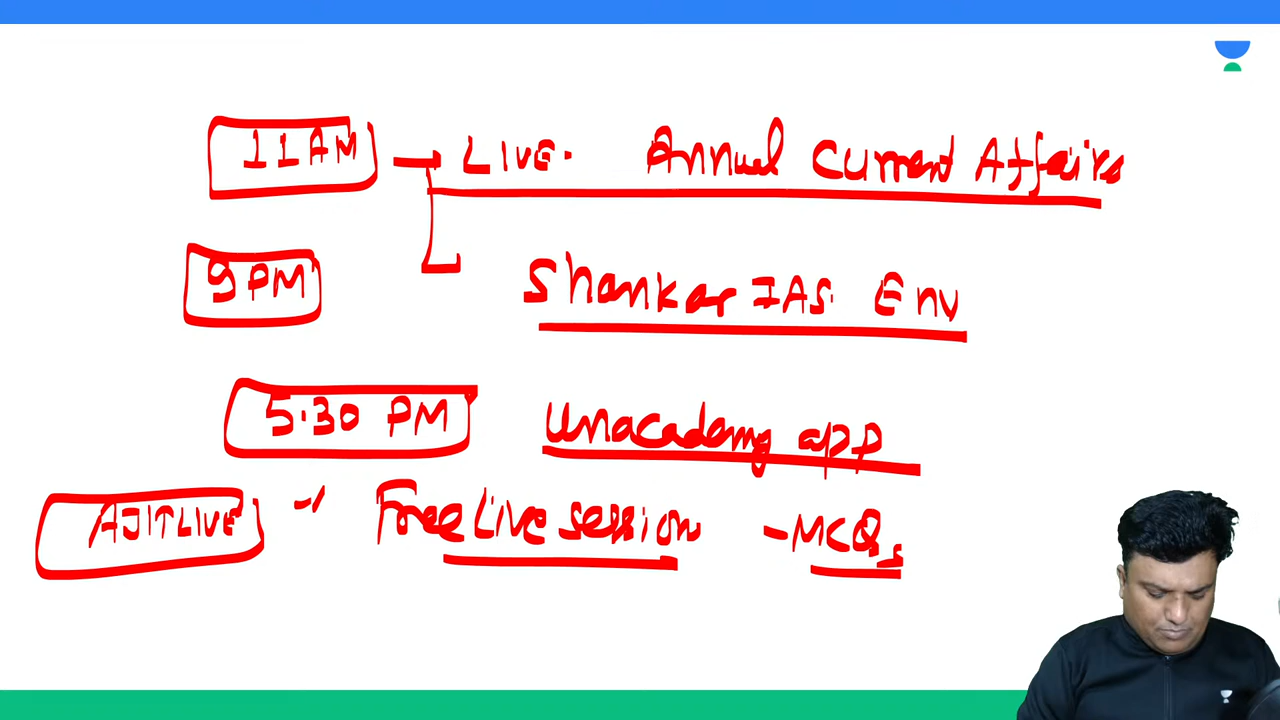 11AM → LIVE. Annual Current Affairs
9PM Shankar IAS Env
5.30 PM Unacademy app
AJITLIVE Free Live Session - MCQs